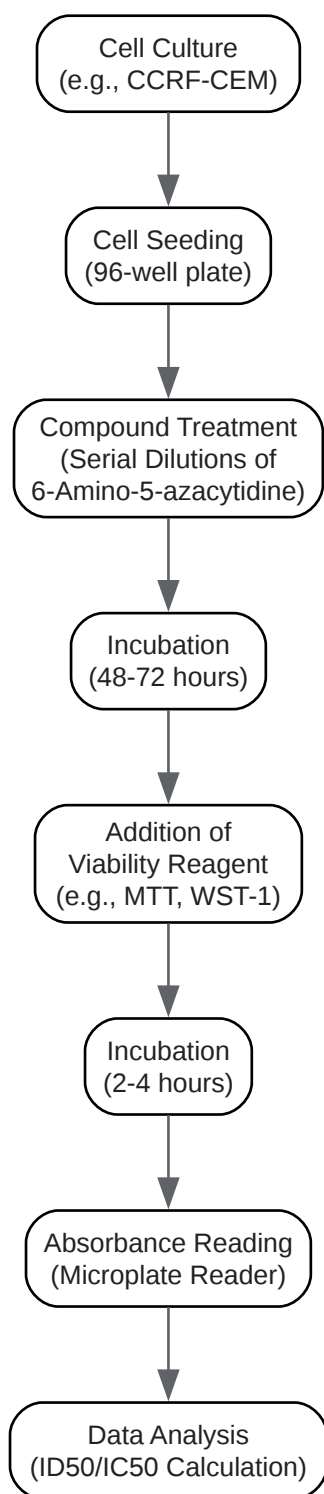 Cell Culture
(e.g., CCRF-CEM)
Cell Seeding
(96-well plate)
Compound Treatment
(Serial Dilutions of
6-Amino-5-azacytidine)
Incubation
(48-72 hours)
Addition of
Viability Reagent
(e.g., MTT, WST-1)
Incubation
(2-4 hours)
Absorbance Reading
(Microplate Reader)
Data Analysis
(ID50/IC50 Calculation)